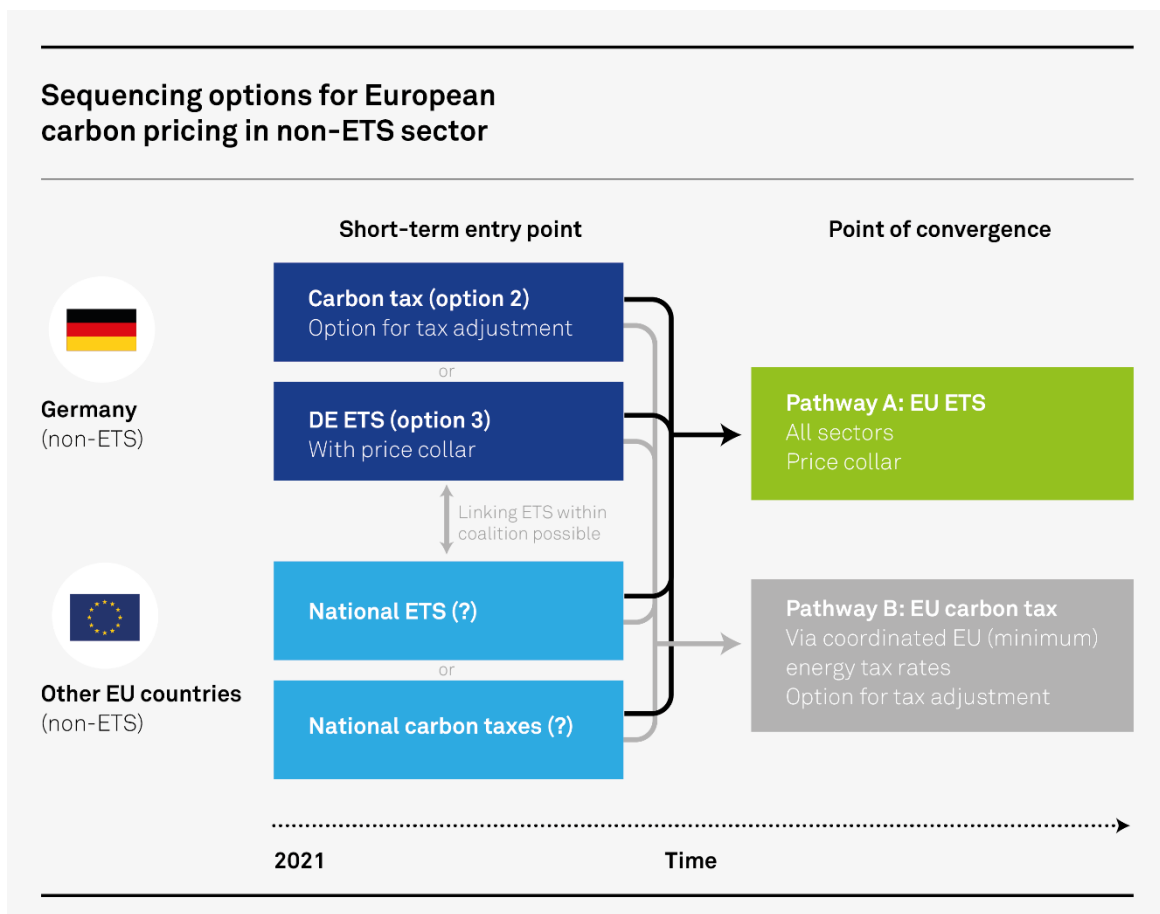 Sequencing options for European
carbon pricing in non-ETS sector
Short-term entry point
Point of convergence
Germany
(non-ETS)
Carbon tax (option 2)
Option for tax adjustment
or
DE ETS (option 3)
With price collar
Linking ETS within
coalition possible
Other EU countries
(non-ETS)
National ETS (?)
or
National carbon taxes (?)
Pathway A: EU ETS
All sectors
Price collar
Pathway B: EU carbon tax
Via coordinated EU (minimum)
energy tax rates
Option for tax adjustment
2021
Time